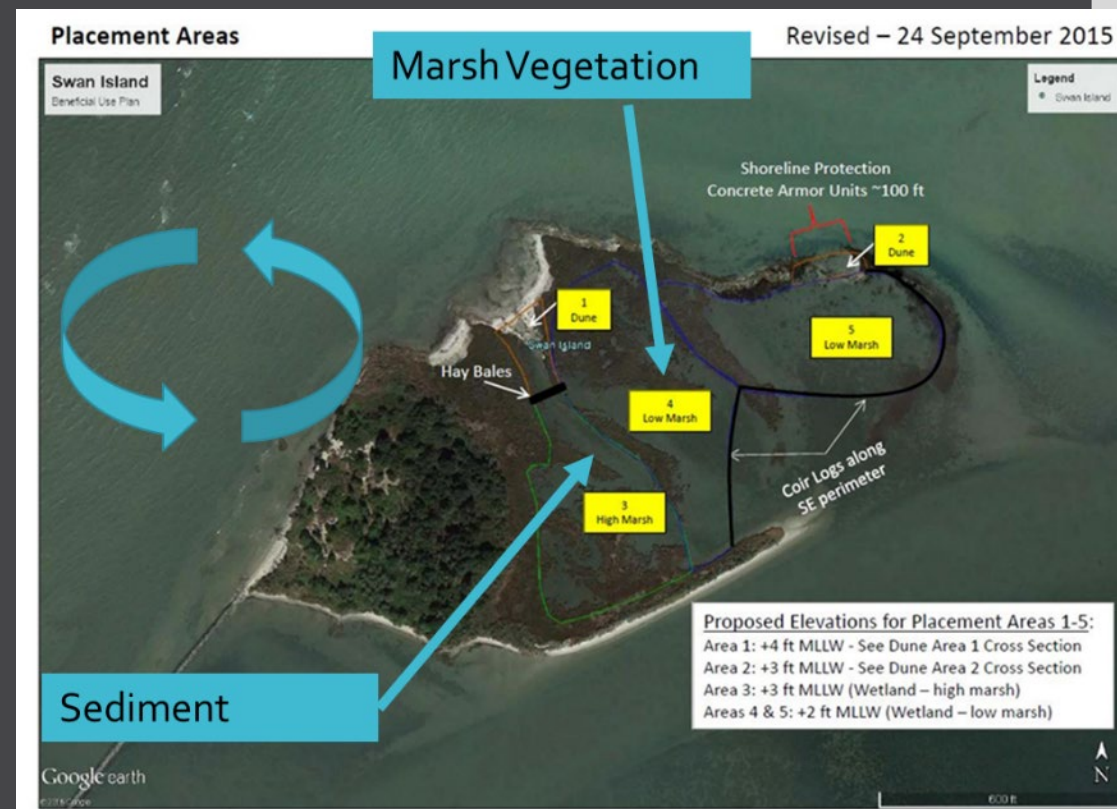 Placement Areas
Revised – 24 September 2015
Marsh Vegetation
Swan Island
Beneficial Use Plan
Legend
Swan Island
Shoreline Protection
Concrete Armor Units ~100 ft
2
Dune
1
Dune
Swan Island
5
Low Marsh
Hay Bales
4
Low Marsh
Coir Logs along
SE perimeter
3
High Marsh
Sediment
Proposed Elevations for Placement Areas 1-5:
Area 1: +4 ft MLLW - See Dune Area 1 Cross Section
Area 2: +3 ft MLLW - See Dune Area 2 Cross Section
Area 3: +3 ft MLLW (Wetland – high marsh)
Areas 4 & 5: +2 ft MLLW (Wetland – low marsh)
Google earth
N
600 ft